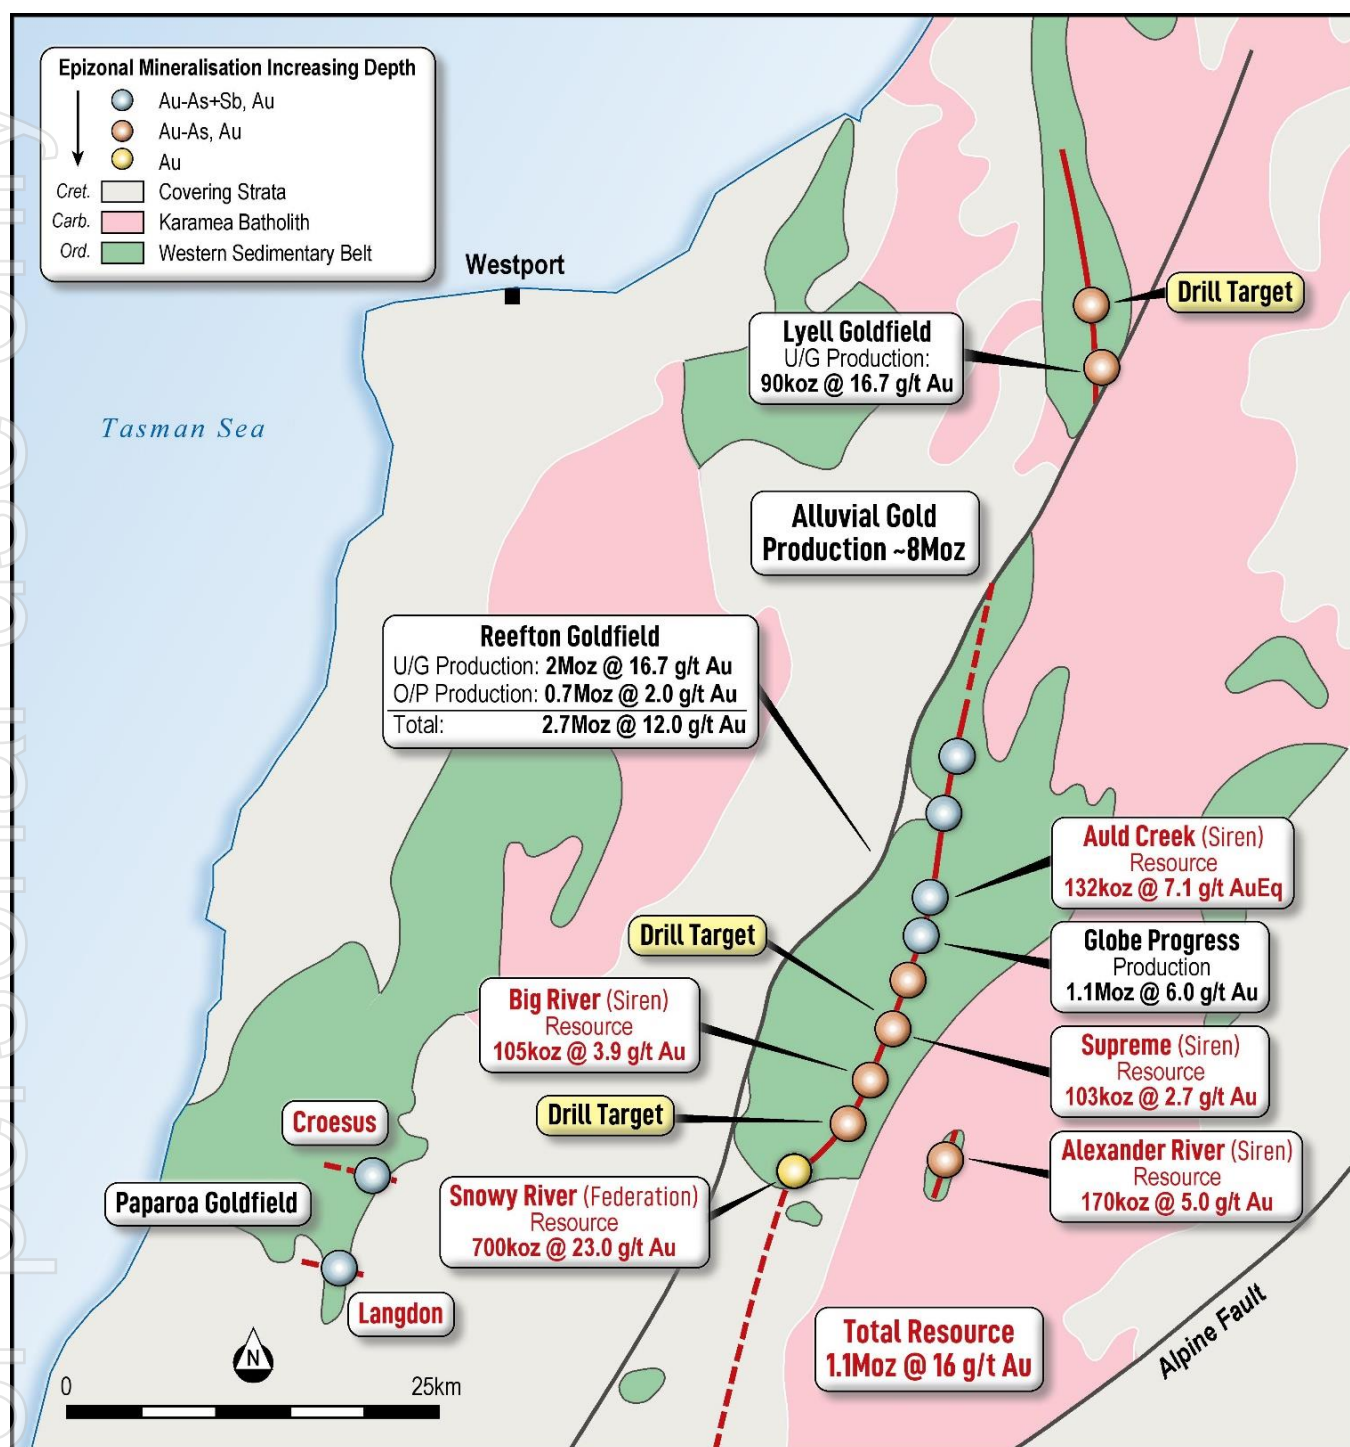 Epizonal Mineralisation Increasing Depth
Au-As+Sb, Au
Au-As, Au
Au
Cret. Covering Strata
Carb. Karamea Batholith
Ord. Western Sedimentary Belt
Westport
Tasman Sea
Drill Target
Lyell Goldfield
U/G Production:
90koz @ 16.7 g/t Au
Alluvial Gold
Production ~8Moz
Reefton Goldfield
U/G Production: 2Moz @ 16.7 g/t Au
O/P Production: 0.7Moz @ 2.0 g/t Au
Total: 2.7Moz @ 12.0 g/t Au
Auld Creek (Siren)
Resource
132koz @ 7.1 g/t AuEq
Drill Target
Globe Progress
Production
1.1Moz @ 6.0 g/t Au
Big River (Siren)
Resource
105koz @ 3.9 g/t Au
Supreme (Siren)
Resource
103koz @ 2.7 g/t Au
Drill Target
Croesus
Alexander River (Siren)
Resource
170koz @ 5.0 g/t Au
Paparoa Goldfield
Snowy River (Federation)
Resource
700koz @ 23.0 g/t Au
Langdon
Total Resource
1.1Moz @ 16 g/t Au
Alpine Fault
N
0 25km
For personal use only